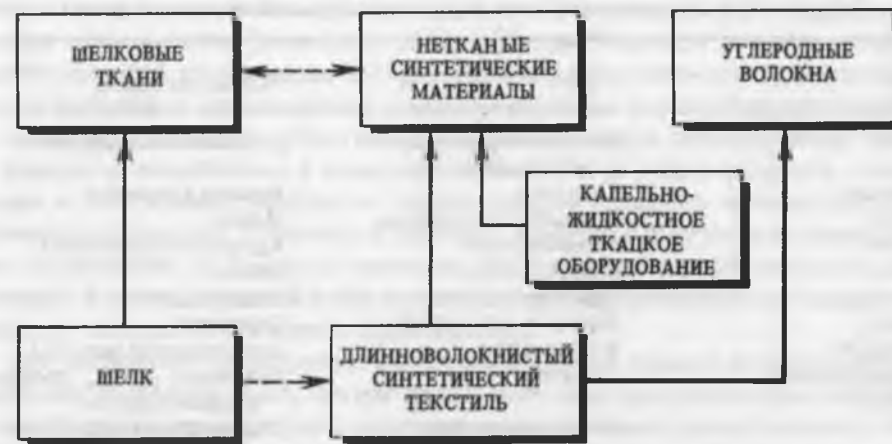 ШЕЛКОВЫЕ
ТКАНИ
НЕТКАНЫЕ
СИНТЕТИЧЕСКИЕ
МАТЕРИАЛЫ
УГЛЕРОДНЫЕ
ВОЛОКНА
КАПЕЛЬНО-
ЖИДКОСТНОЕ
ТКАЦКОЕ
ОБОРУДОВАНИЕ
ШЕЛК
ДЛИННОВОЛОКНИСТЫЙ
СИНТЕТИЧЕСКИЙ
ТЕКСТИЛЬ